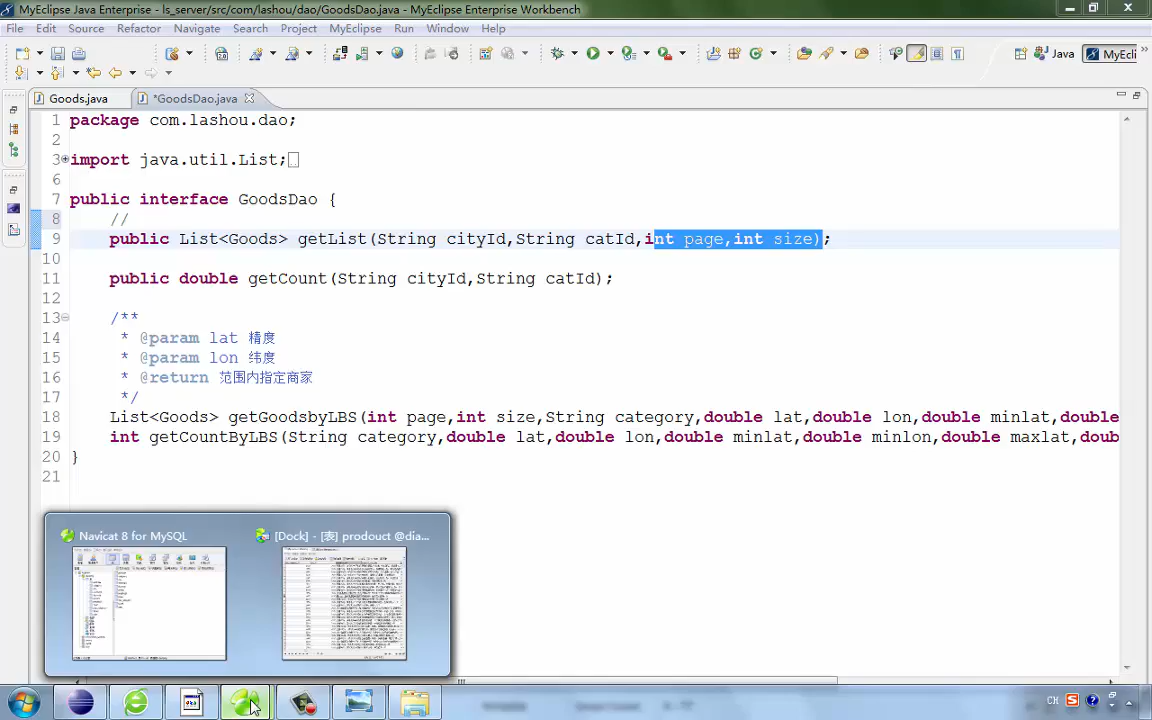 MyEclipse Java Enterprise - ls_server/src/com/lashou/dao/GoodsDao.java - MyEclipse Enterprise Workbench
File Edit Source Refactor Navigate Search Project MyEclipse Run Window Help
Java MyEcli
Goods.java *GoodsDao.java
1 package com.lashou.dao;
2
3 import java.util.List;
6
7 public interface GoodsDao {
8 //
9 public List<Goods> getList(String cityId,String catId,int page,int size);
10
11 public double getCount(String cityId,String catId);
12
13 /**
14 * @param lat 精度
15 * @param lon 纬度
16 * @return 范围内指定商家
17 */
18 List<Goods> getGoodsbyLBS(int page,int size,String category,double lat,double lon,double minlat,double
19 int getCountByLBS(String category,double lat,double lon,double minlat,double minlon,double maxlat,doub
20 }
21
Navicat 8 for MySQL [Dock] - [表] prodouct @dia...
CH